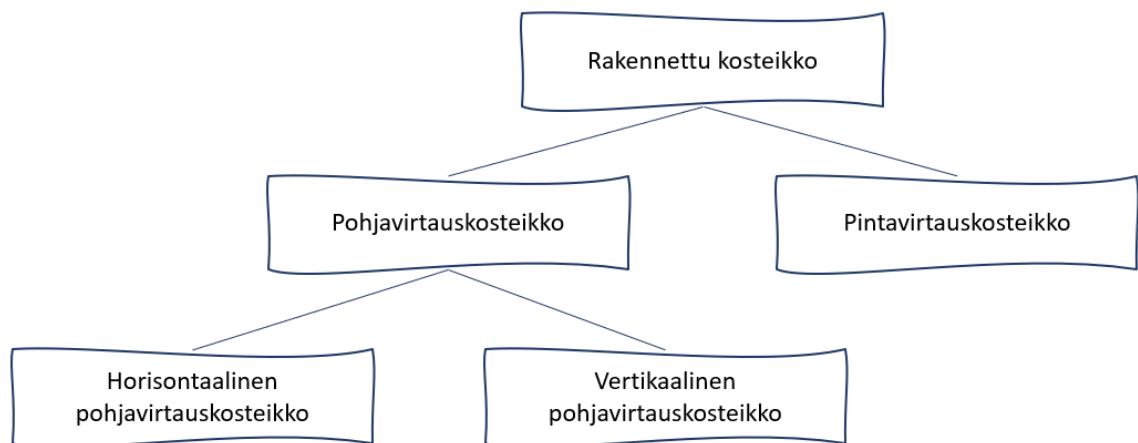 Rakennettu kosteikko
Pohjavirtauskosteikko
Pintavirtauskosteikko
Horisontaalinen
pohjavirtauskosteikko
Vertikaalinen
pohjavirtauskosteikko